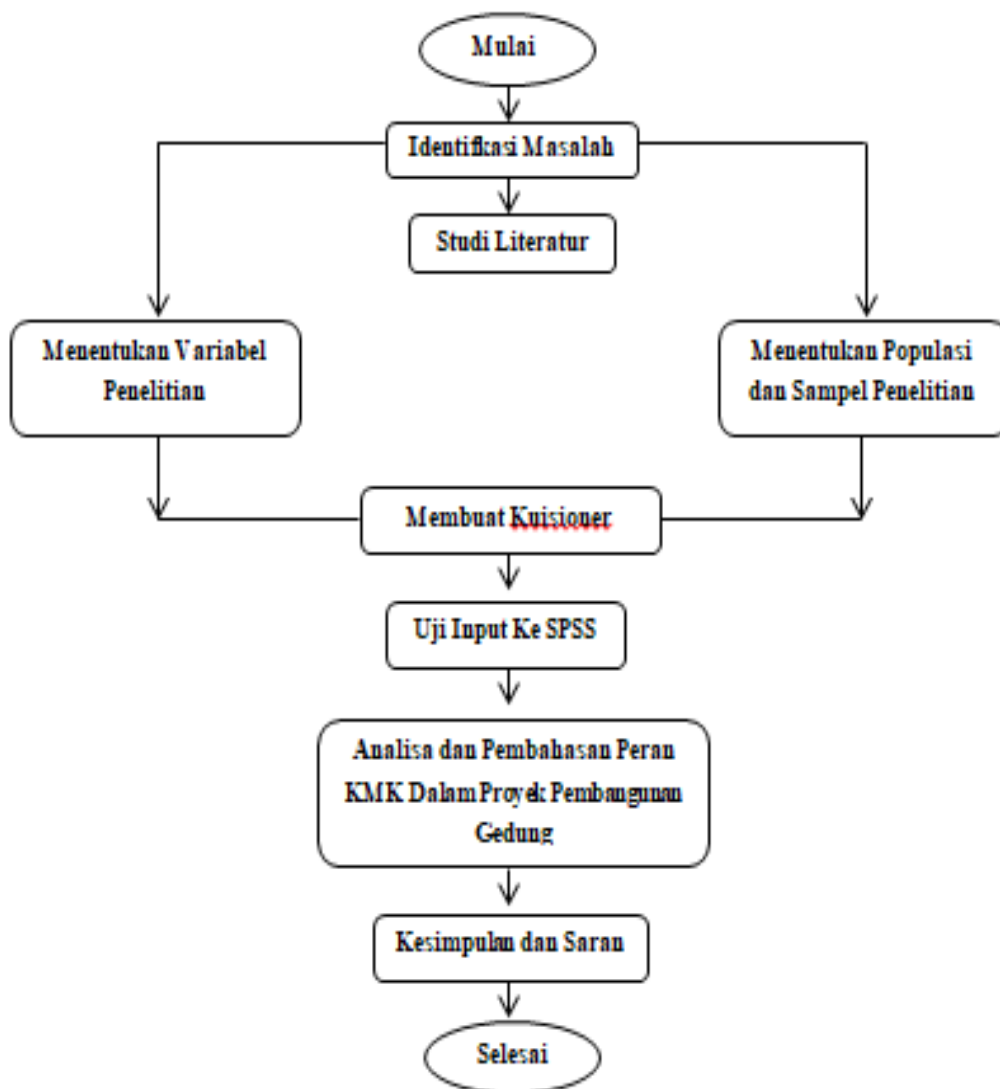 Mulai
Identifikasi Masalah
Studi Literatur
Menentukan Variabel
Penelitian
Menentukan Populasi
dan Sampel Penelitian
Membuat Kuisioner
Uji Input Ke SPSS
Analisa dan Pembahasan Peran
KMK Dalam Proyek Pembangunan
Gedung
Kesimpulan dan Saran
Selesai